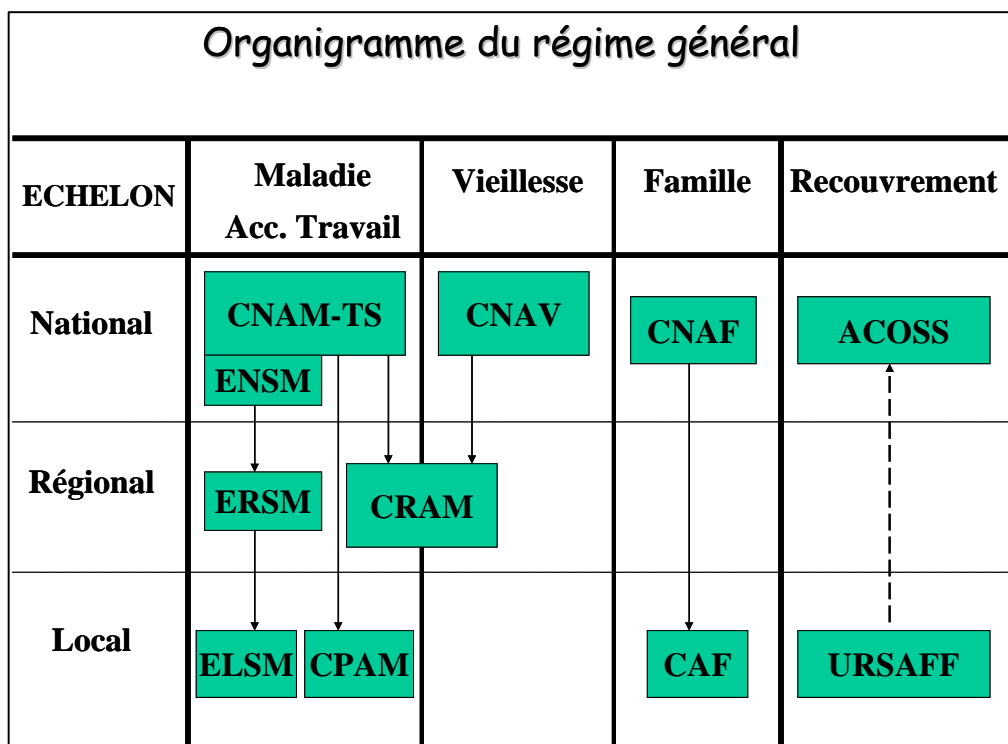 Organigramme du régime général
ECHELON
Maladie
Acc. Travail
Vieillesse
Famille
Recouvrement
National
CNAM-TS
CNAV
CNAF
ACOSS
ENSM
Régional
ERSM
CRAM
Local
ELSM
CPAM
CAF
URSAFF